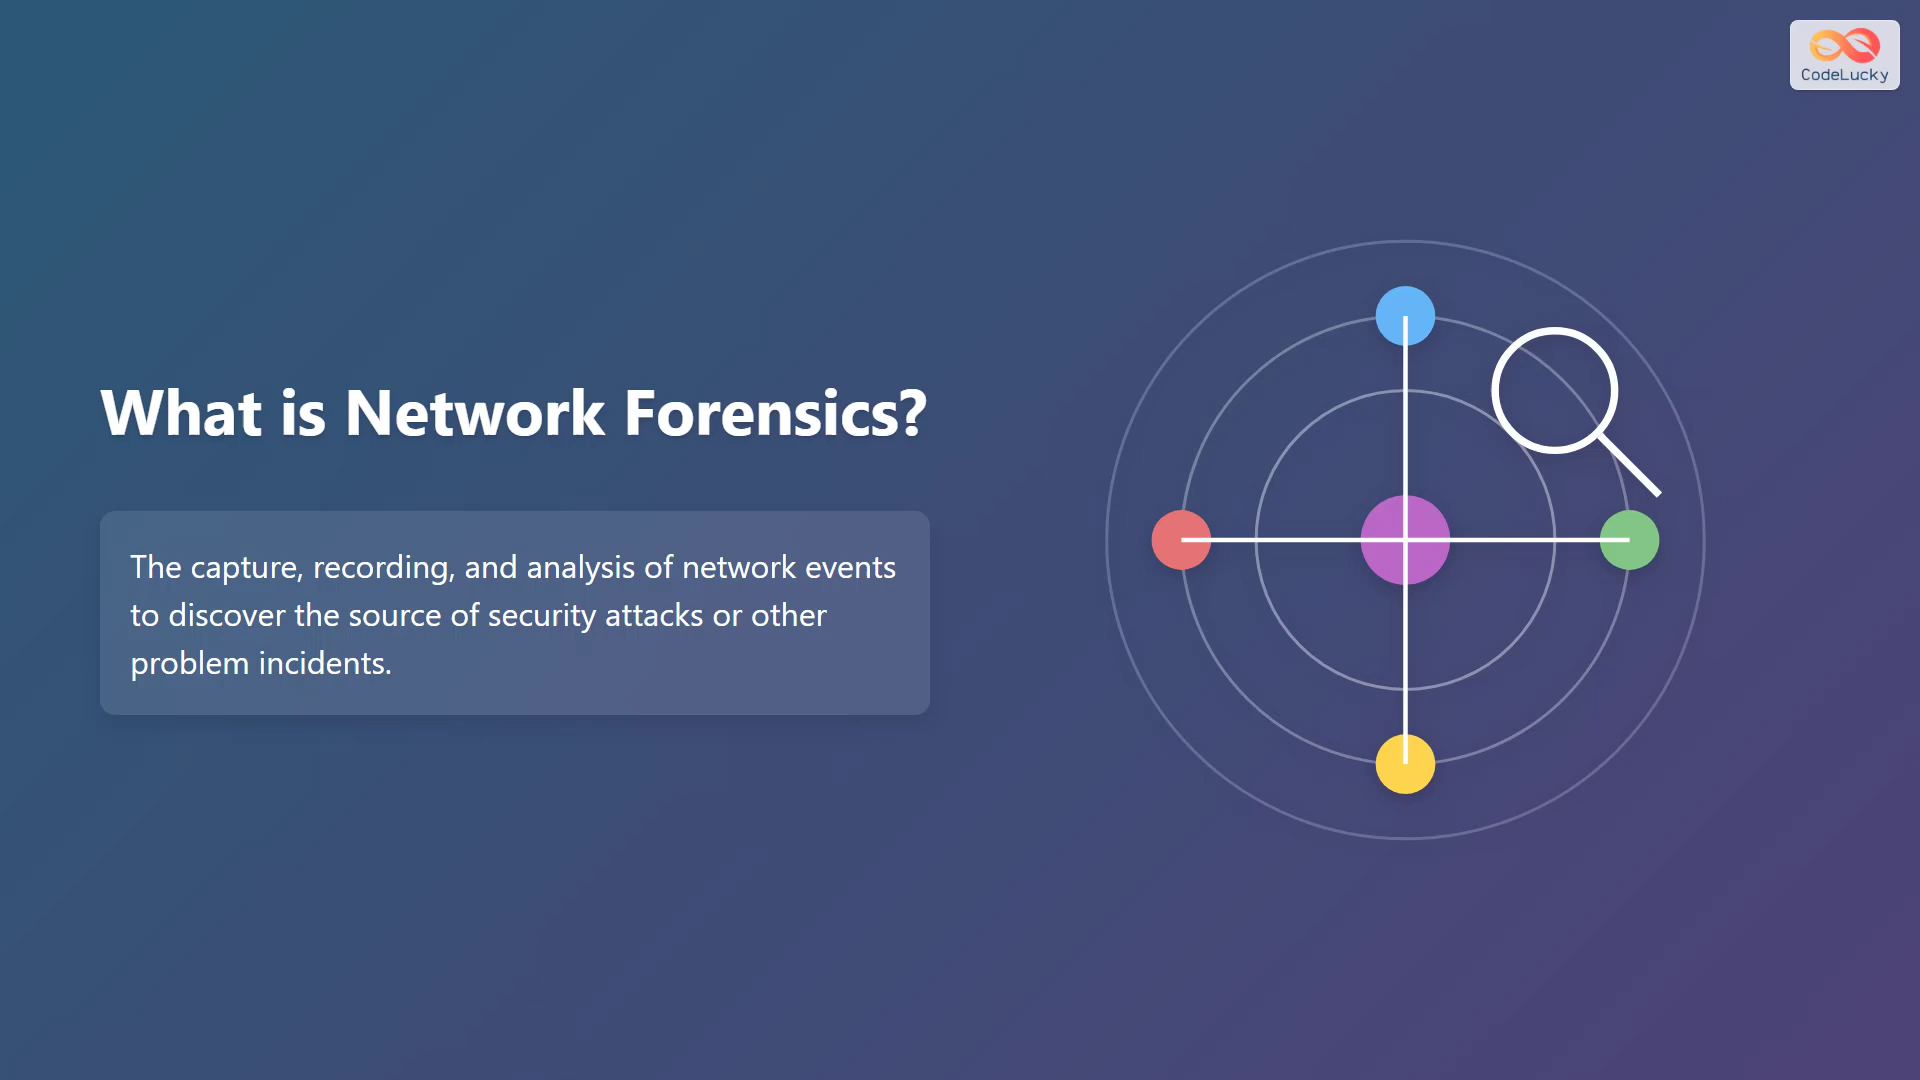 CodeLucky
What is Network Forensics?
The capture, recording, and analysis of network events
to discover the source of security attacks or other
problem incidents.